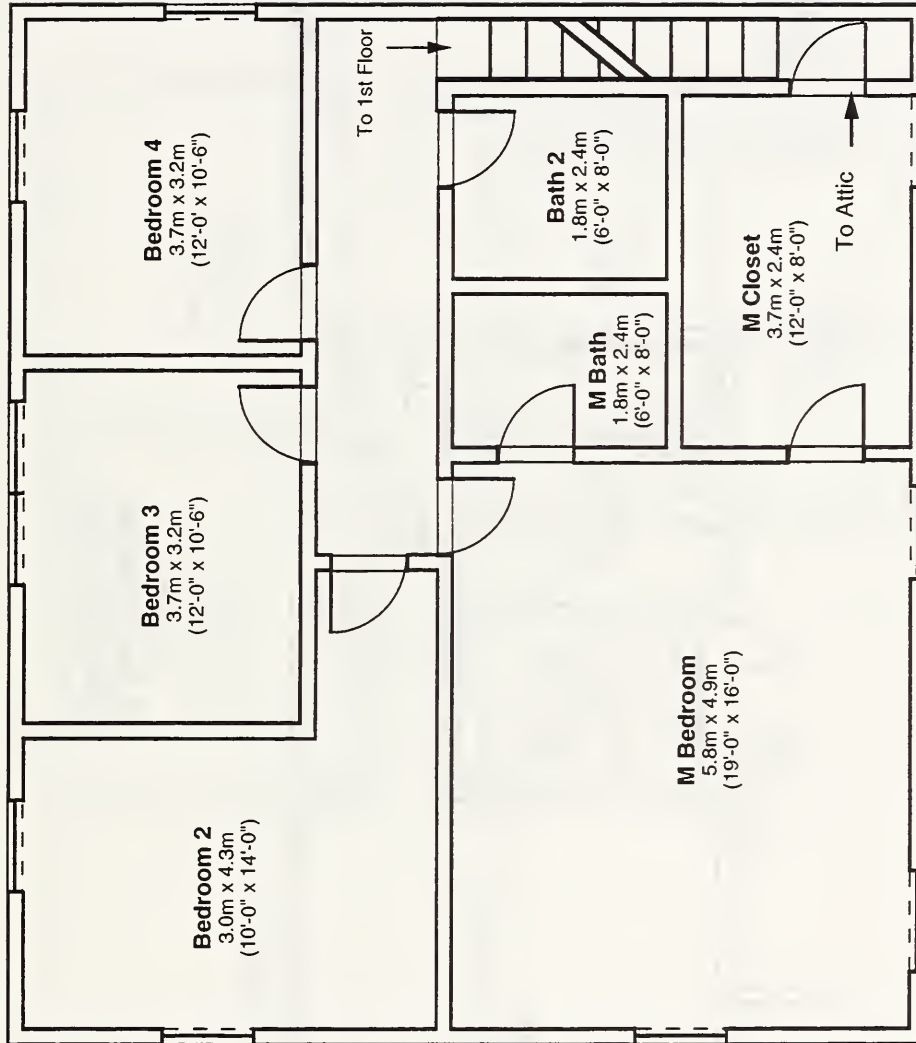 Bedroom 2
3.0m x 4.3m
(10'-0" x 14'-0")
Bedroom 3
3.7m x 3.2m
(12'-0" x 10'-6")
Bedroom 4
3.7m x 3.2m
(12'-0' x 10'-6")
To 1st Floor
M Bath
1.8m x 2.4m
(6'-0" x 8'-0")
Bath 2
1.8m x 2.4m
(6'-0" x 8'-0")
M Bedroom
5.8m x 4.9m
(19'-0" x 16'-0")
M Closet
3.7m x 2.4m
(12'-0" x 8'-0")
To Attic